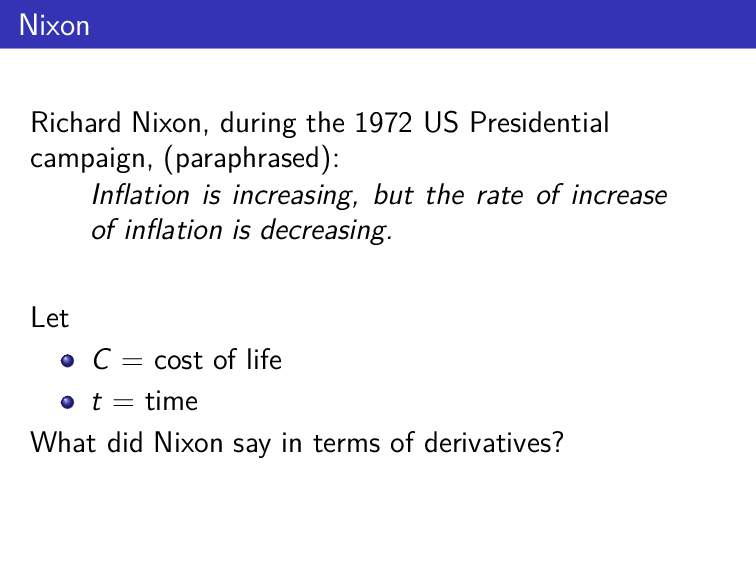 Nixon
Richard Nixon, during the 1972 US Presidential
campaign, (paraphrased):
Inflation is increasing, but the rate of increase
of inflation is decreasing.
Let
C = cost of life
t = time
What did Nixon say in terms of derivatives?